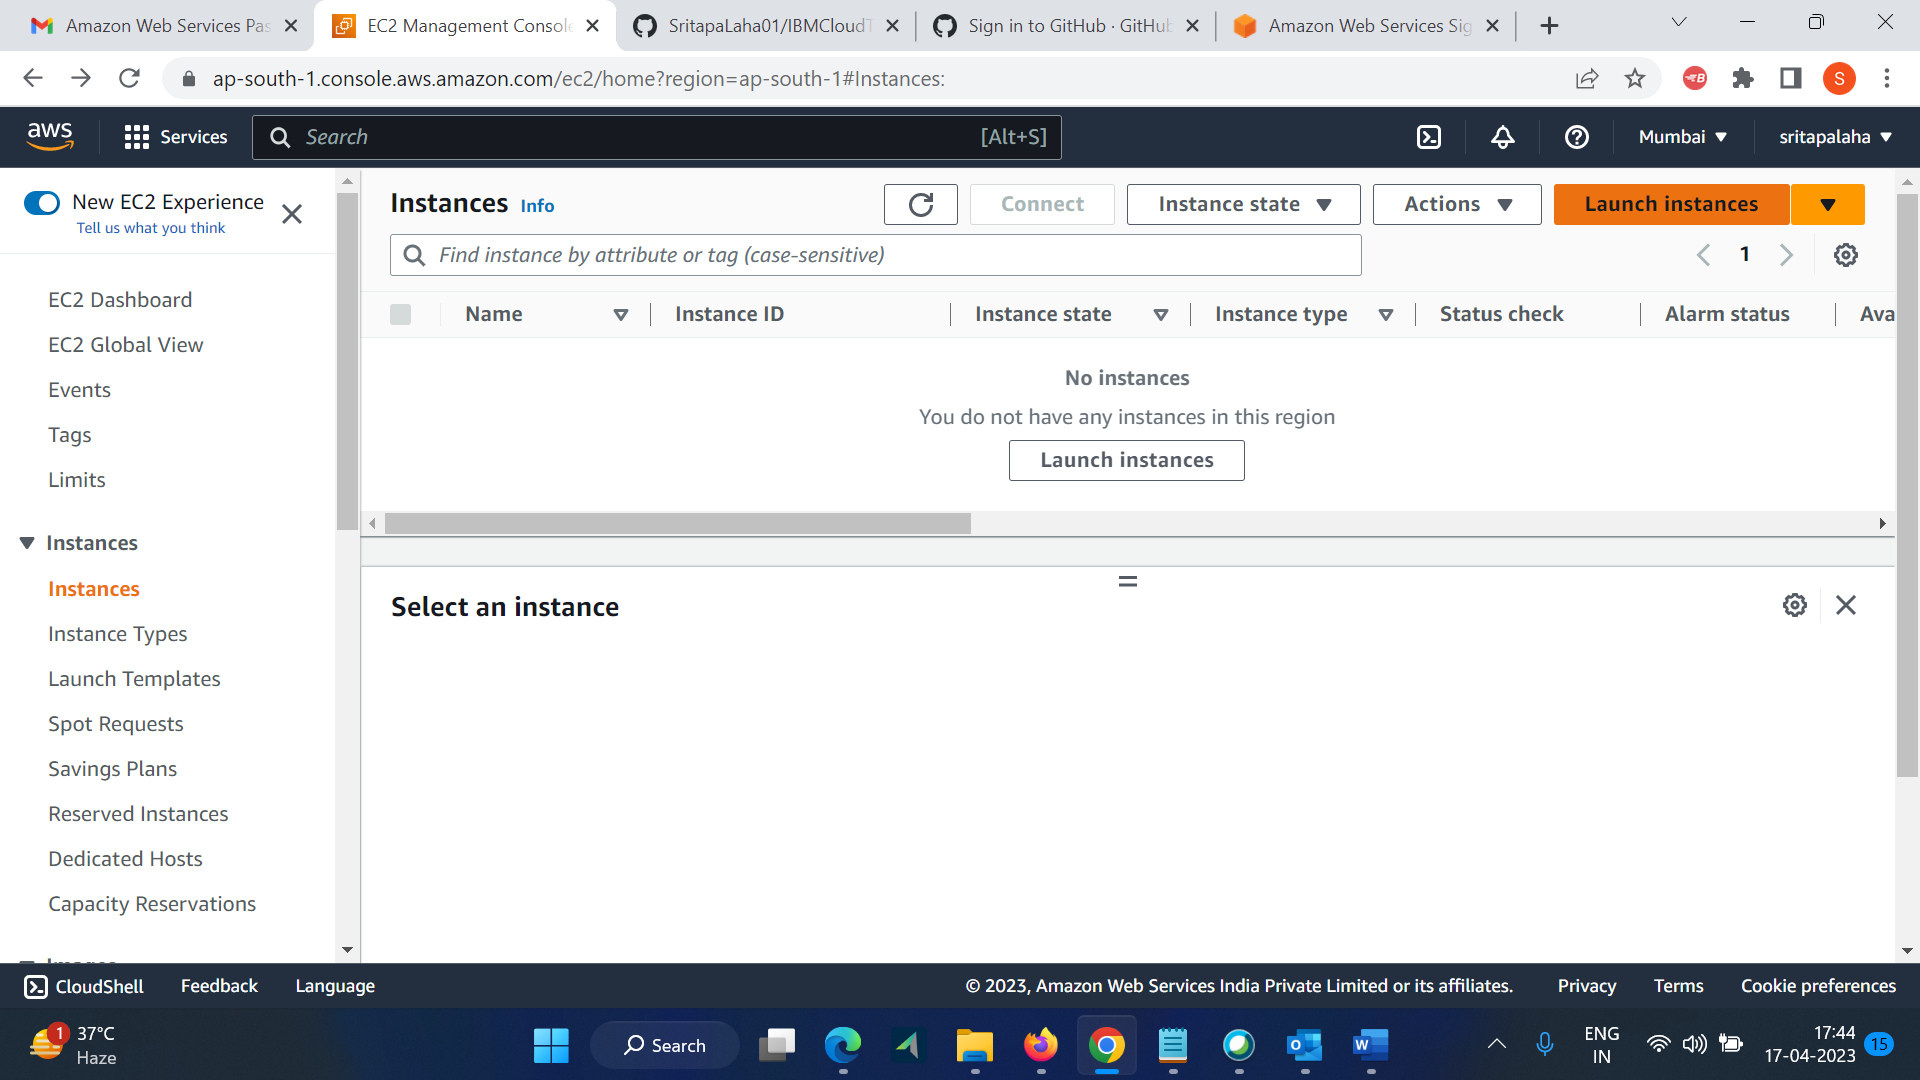 Amazon Web Services Pas
EC2 Management Console
SritapaLaha01/IBMCloudT
Sign in to GitHub · GitHub
Amazon Web Services Sig
ap-south-1.console.aws.amazon.com/ec2/home?region=ap-south-1#Instances:
B
S
aws
Services
Search
[Alt+S]
Mumbai
sritapalaha
New EC2 Experience
Tell us what you think
EC2 Dashboard
EC2 Global View
Events
Tags
Limits
Instances
Instances
Instance Types
Launch Templates
Spot Requests
Savings Plans
Reserved Instances
Dedicated Hosts
Capacity Reservations
Images
Instances Info
Connect
Instance state
Actions
Launch instances
Find instance by attribute or tag (case-sensitive)
1
Name
Instance ID
Instance state
Instance type
Status check
Alarm status
Ava
No instances
You do not have any instances in this region
Launch instances
Select an instance
CloudShell
Feedback
Language
© 2023, Amazon Web Services India Private Limited or its affiliates.
Privacy
Terms
Cookie preferences
1
37°C
Haze
Search
ENG
IN
17:44
17-04-2023
15